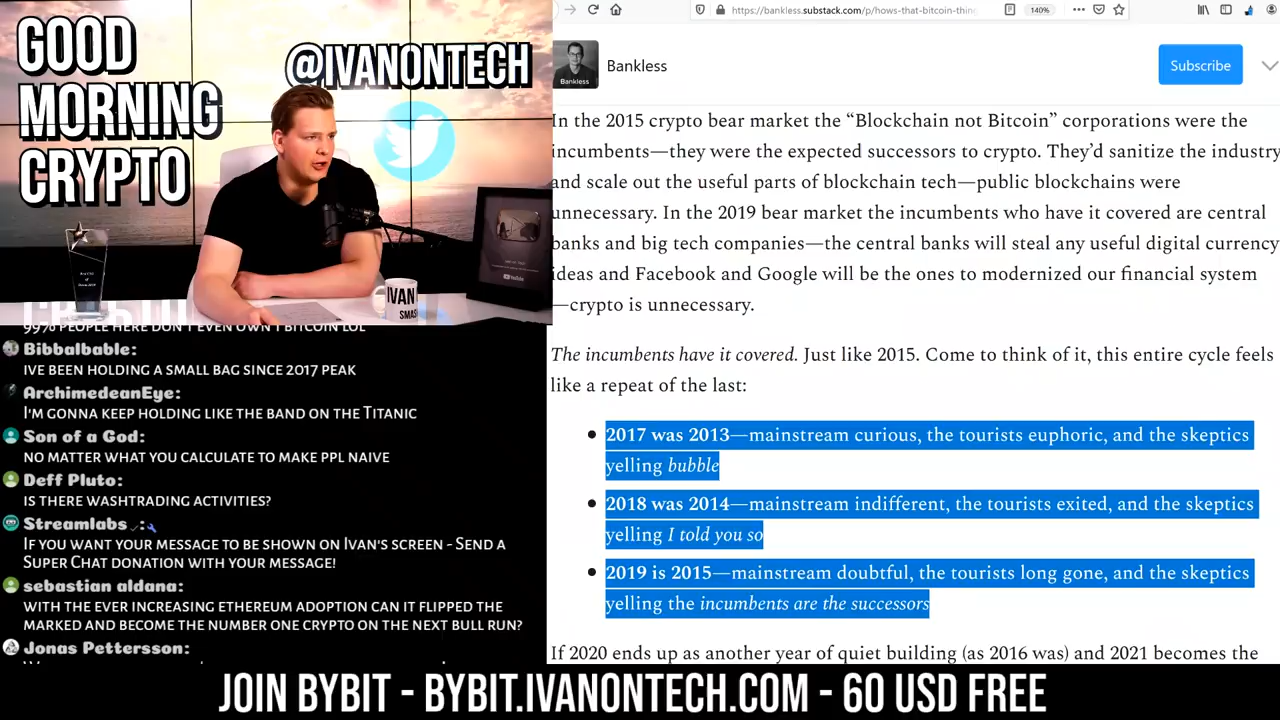 GOOD
MORNING
CRYPTO
@IVANONTECH
IVAN
SMAS
YouTube
99% PEOPLE HERE DON'T EVEN OWN 1 BITCOIN LOL
Bibbalbable:
IVE BEEN HOLDING A SMALL BAG SINCE 2017 PEAK
ArchimedeanEye:
I'M GONNA KEEP HOLDING LIKE THE BAND ON THE TITANIC
Son of a God:
NO MATTER WHAT YOU CALCULATE TO MAKE PPL NAIVE
Deff Pluto:
IS THERE WASHTRADING ACTIVITIES?
Streamlabs :
IF YOU WANT YOUR MESSAGE TO BE SHOWN ON IVAN'S SCREEN - SEND A
SUPER CHAT DONATION WITH YOUR MESSAGE!
sebastian aldana:
WITH THE EVER INCREASING ETHEREUM ADOPTION CAN IT FLIPPED THE
MARKED AND BECOME THE NUMBER ONE CRYPTO ON THE NEXT BULL RUN?
Jonas Pettersson:
https://bankless.substack.com/p/hows-that-bitcoin-thin
140%
Bankless
Bankless
Subscribe
In the 2015 crypto bear market the “Blockchain not Bitcoin” corporations were the
incumbents—they were the expected successors to crypto. They’d sanitize the industry
and scale out the useful parts of blockchain tech—public blockchains were
unnecessary. In the 2019 bear market the incumbents who have it covered are central
banks and big tech companies—the central banks will steal any useful digital currency
ideas and Facebook and Google will be the ones to modernized our financial system
—crypto is unnecessary.
The incumbents have it covered. Just like 2015. Come to think of it, this entire cycle feels
like a repeat of the last:
2017 was 2013—mainstream curious, the tourists euphoric, and the skeptics
yelling bubble
2018 was 2014—mainstream indifferent, the tourists exited, and the skeptics
yelling I told you so
2019 is 2015—mainstream doubtful, the tourists long gone, and the skeptics
yelling the incumbents are the successors
If 2020 ends up as another year of quiet building (as 2016 was) and 2021 becomes the
JOIN BYBIT - BYBIT.IVANONTECH.COM - 60 USD FREE